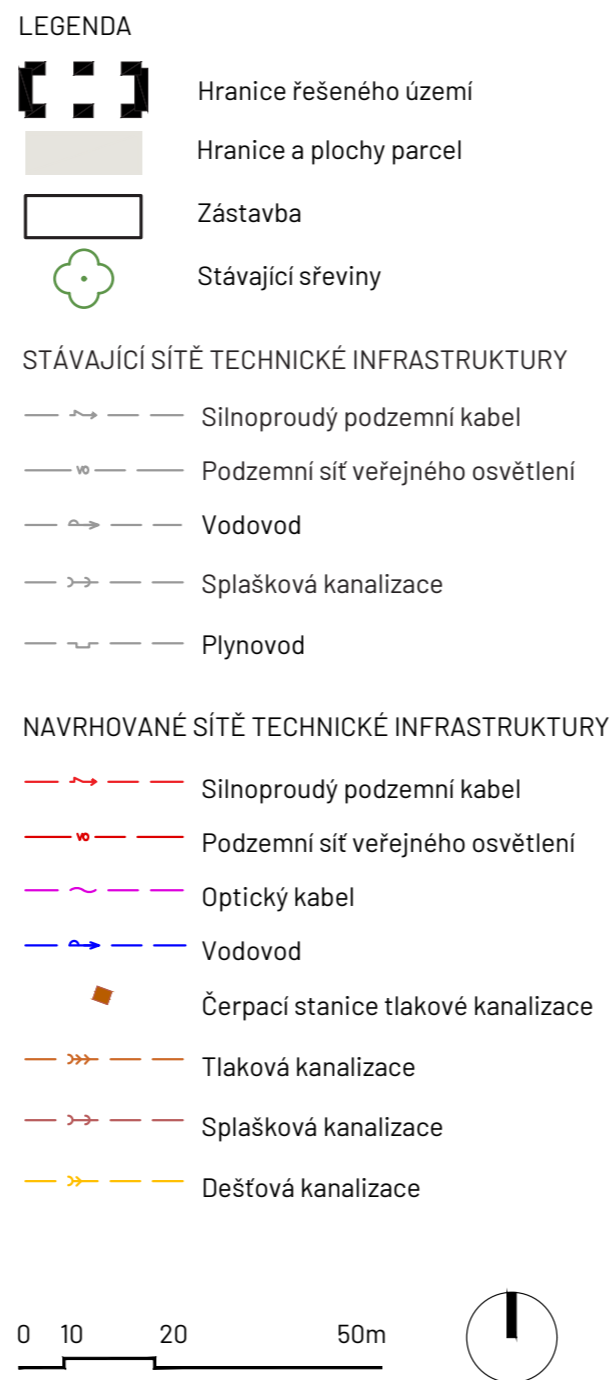 LEGENDA
Hranice řešeného území
Hranice a plochy parcel
Zástavba
Stávající sřeviny
STÁVAJÍCÍ SÍTĚ TECHNICKÉ INFRASTRUKTURY
Silnoproudý podzemní kabel
VO Podzemní síť veřejného osvětlení
Vodovod
Splašková kanalizace
Plynovod
NAVRHOVANÉ SÍTĚ TECHNICKÉ INFRASTRUKTURY
Silnoproudý podzemní kabel
VO Podzemní síť veřejného osvětlení
Optický kabel
Vodovod
Čerpací stanice tlakové kanalizace
Tlaková kanalizace
Splašková kanalizace
Dešťová kanalizace
0 10 20 50m